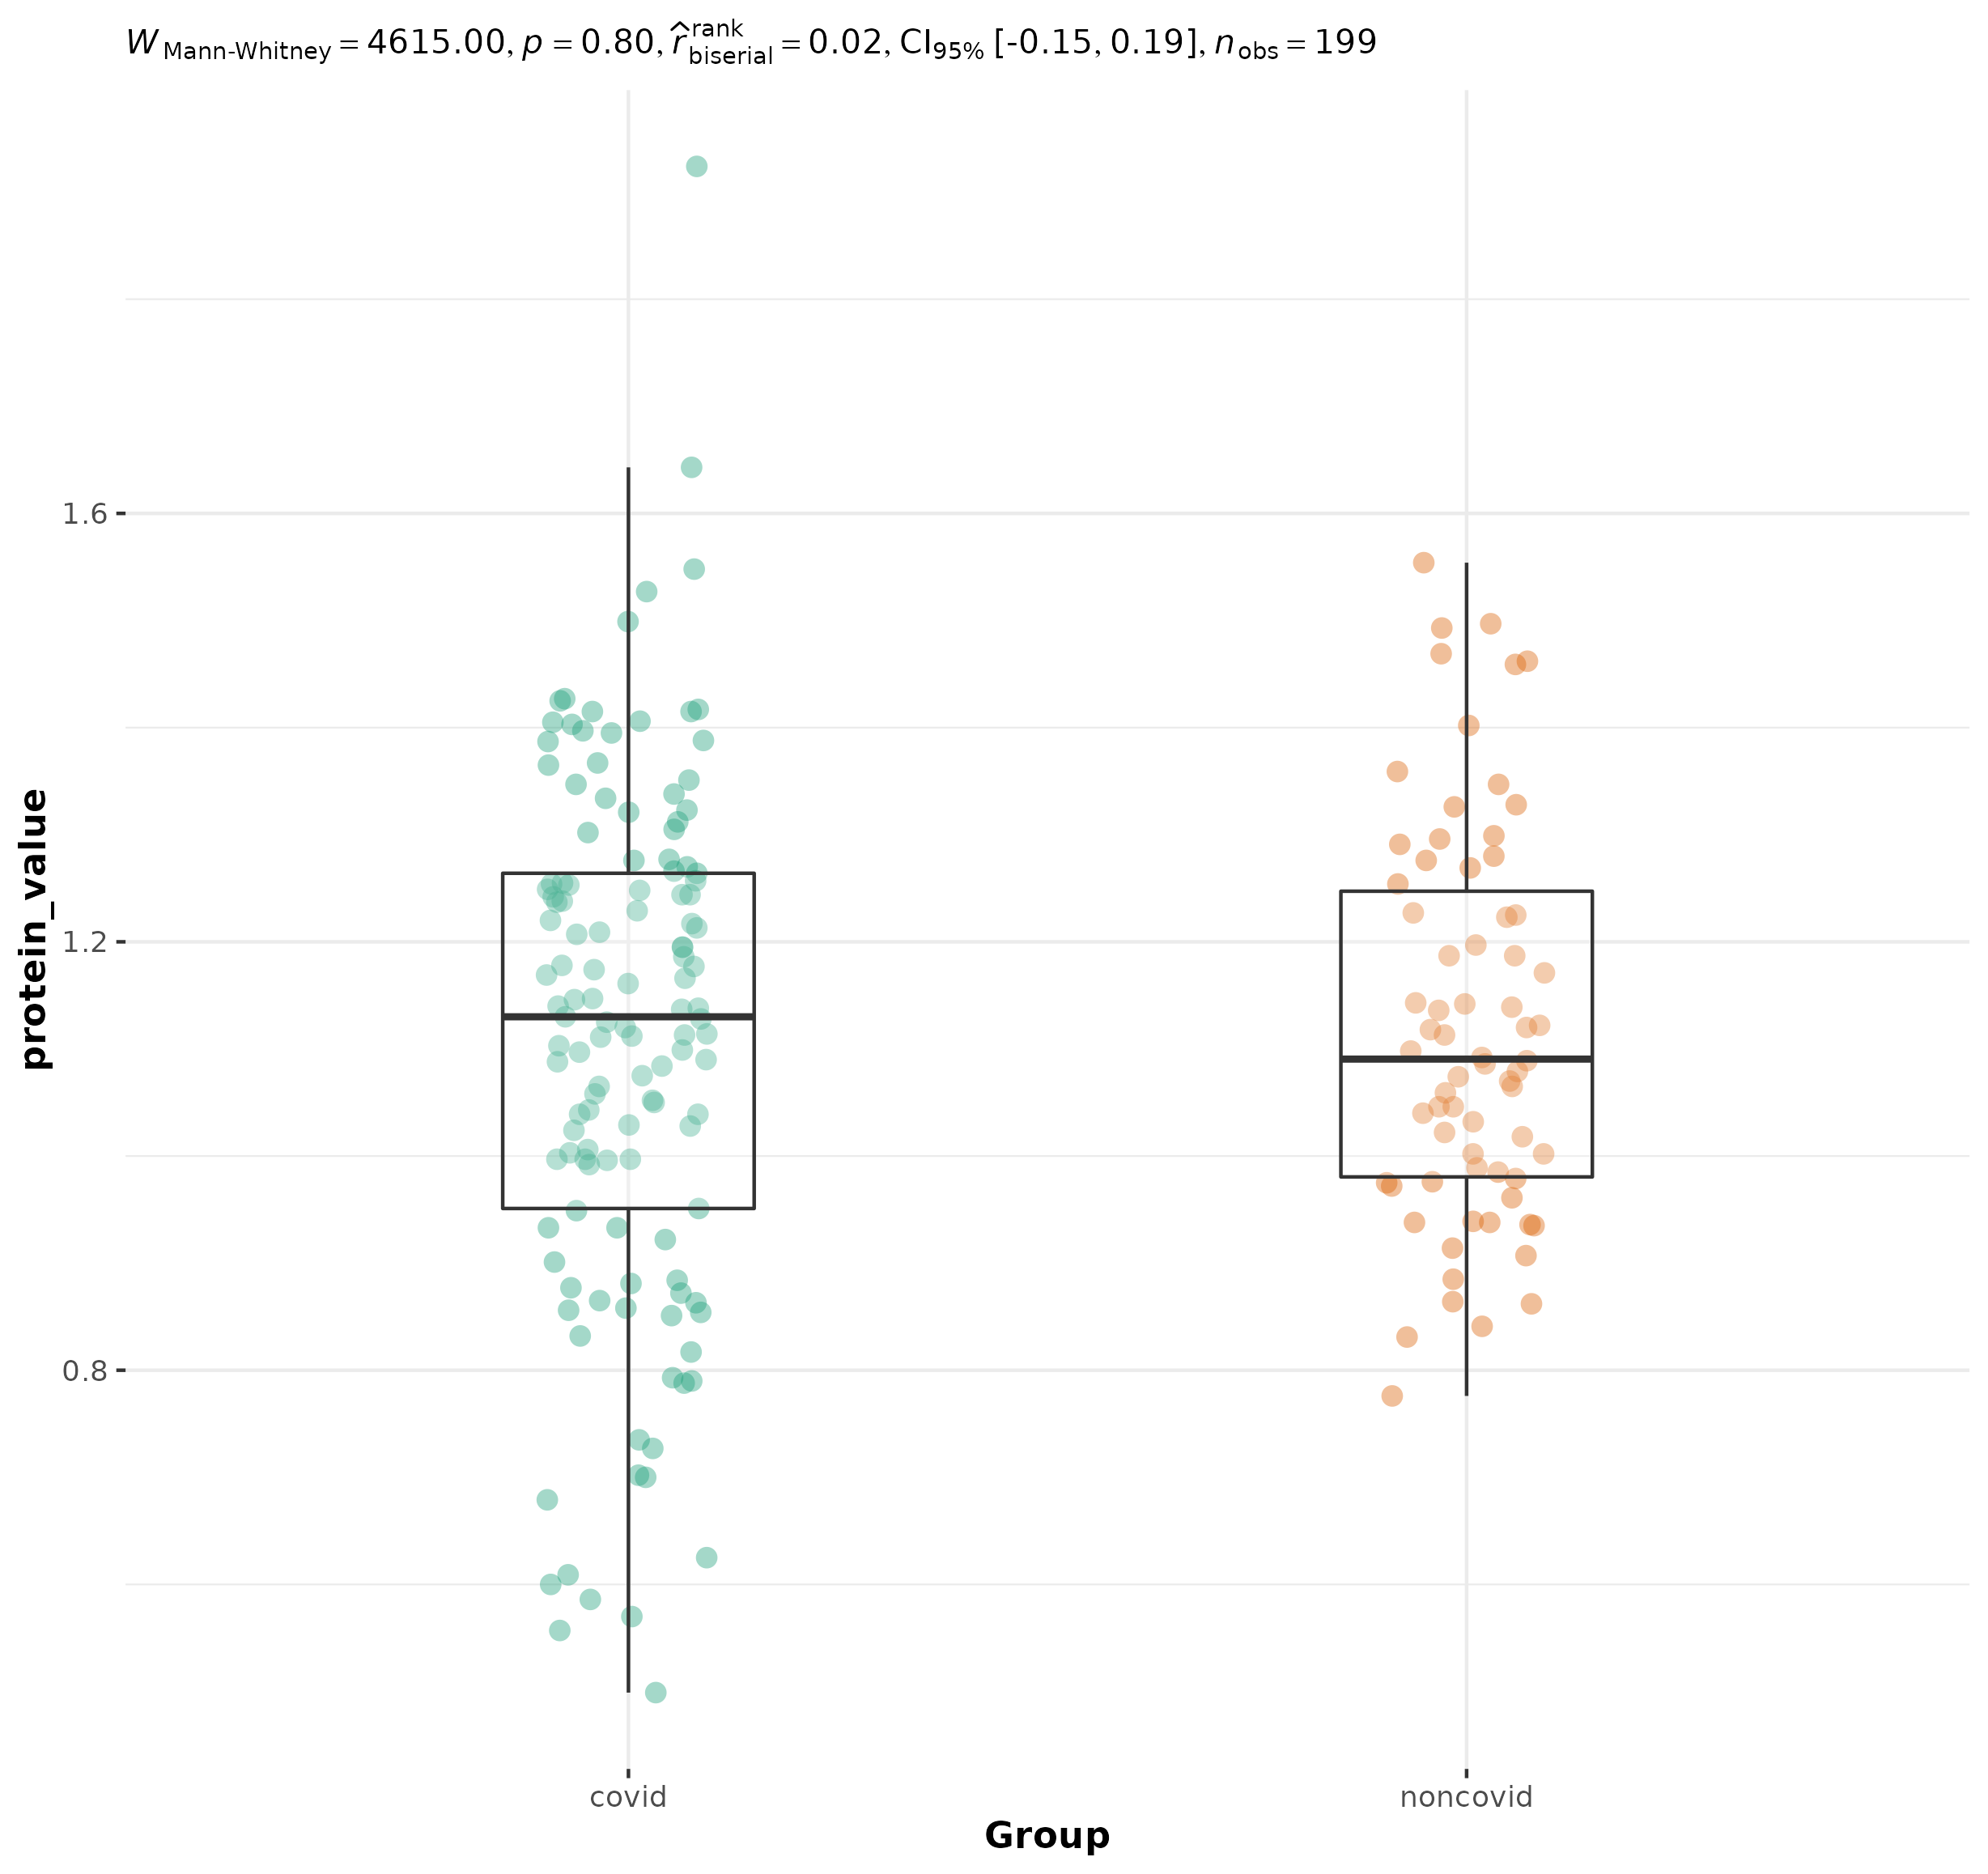 W Mann-Whitney = 4615.00, p = 0.80, r̂ rank biserial = 0.02, CI95% [-0.15, 0.19], nobs = 199
1.6
1.2
0.8
protein_value
covid noncovid
Group